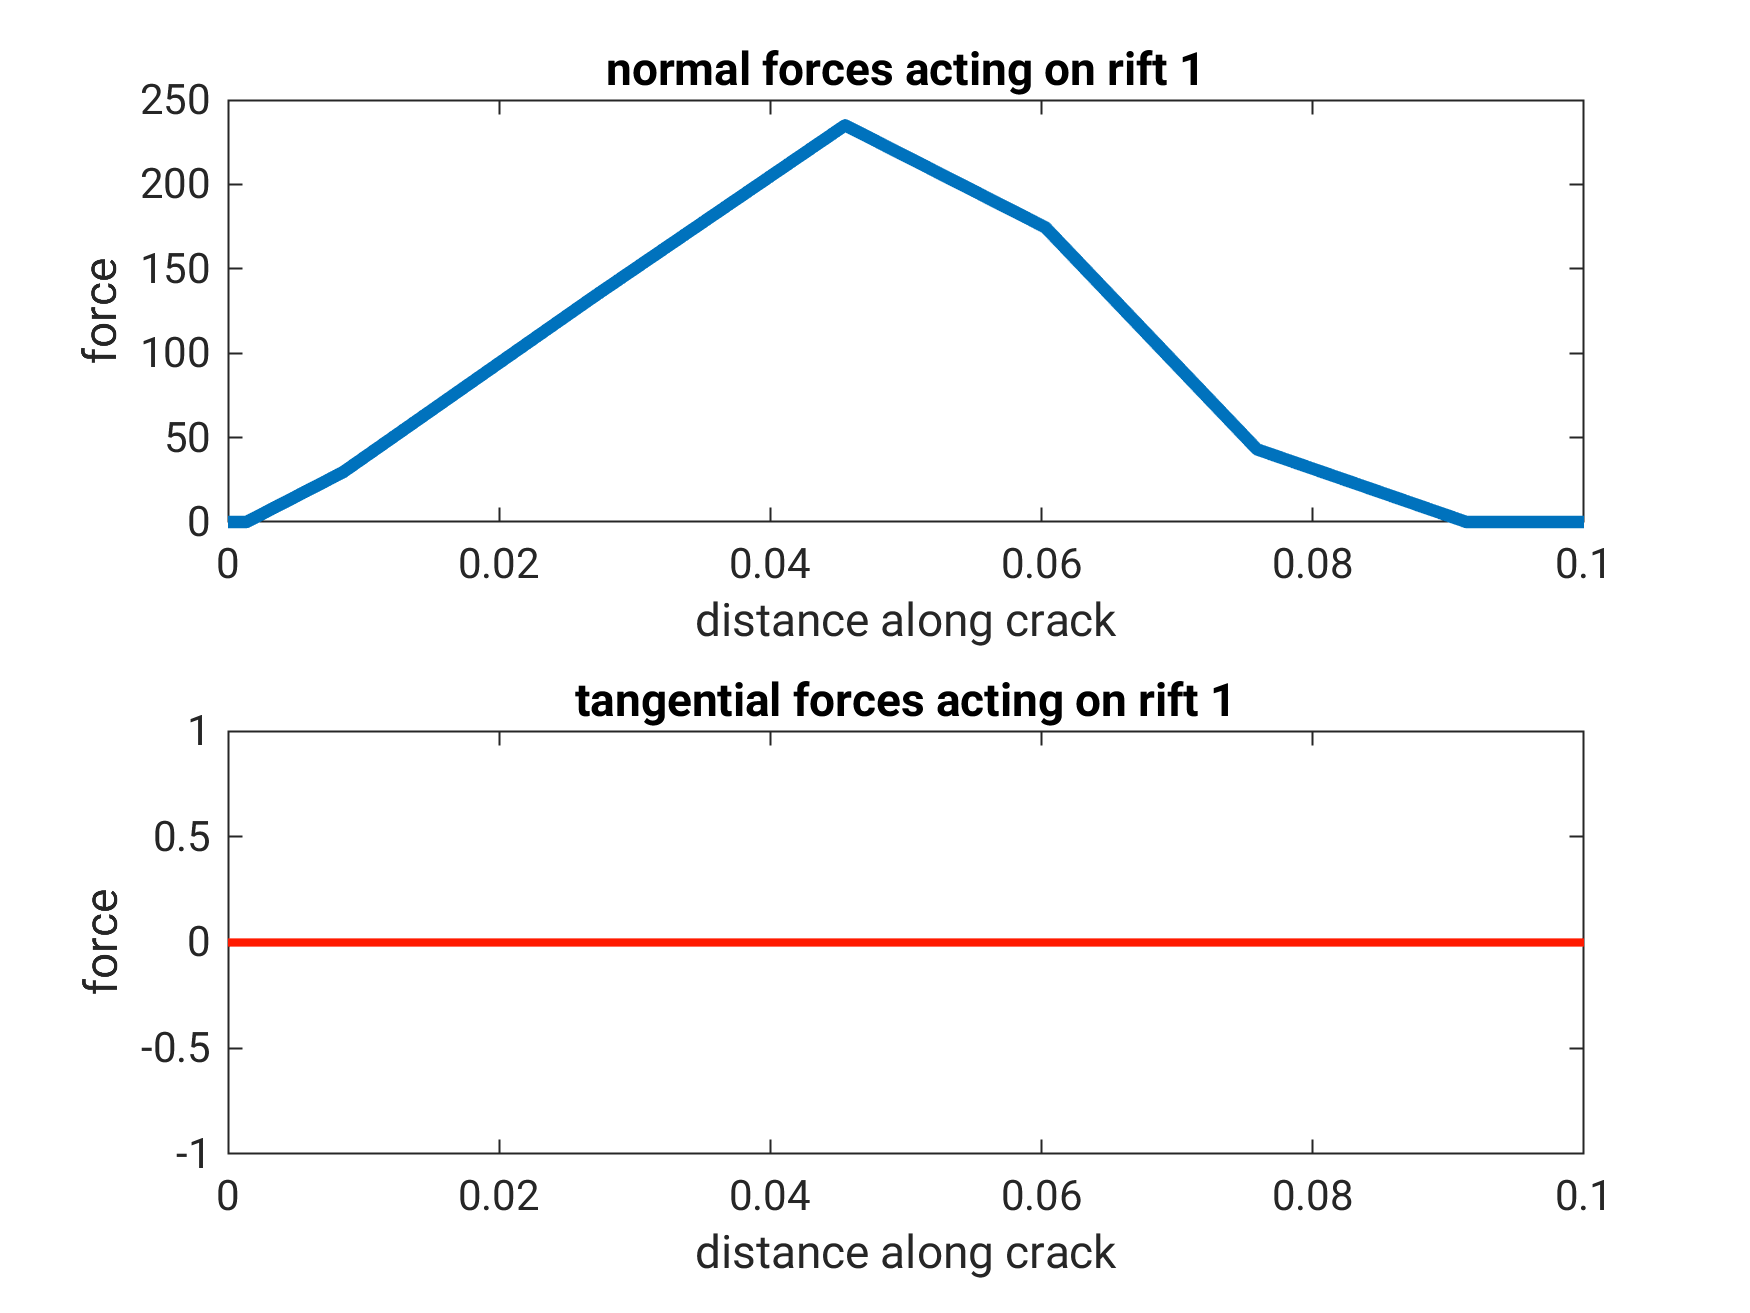 normal forces acting on rift 1
250
200
150
100
50
0
force
0 0.02 0.04 0.06 0.08 0.1
distance along crack
tangential forces acting on rift 1
1
0.5
0
-0.5
-1
force
0 0.02 0.04 0.06 0.08 0.1
distance along crack